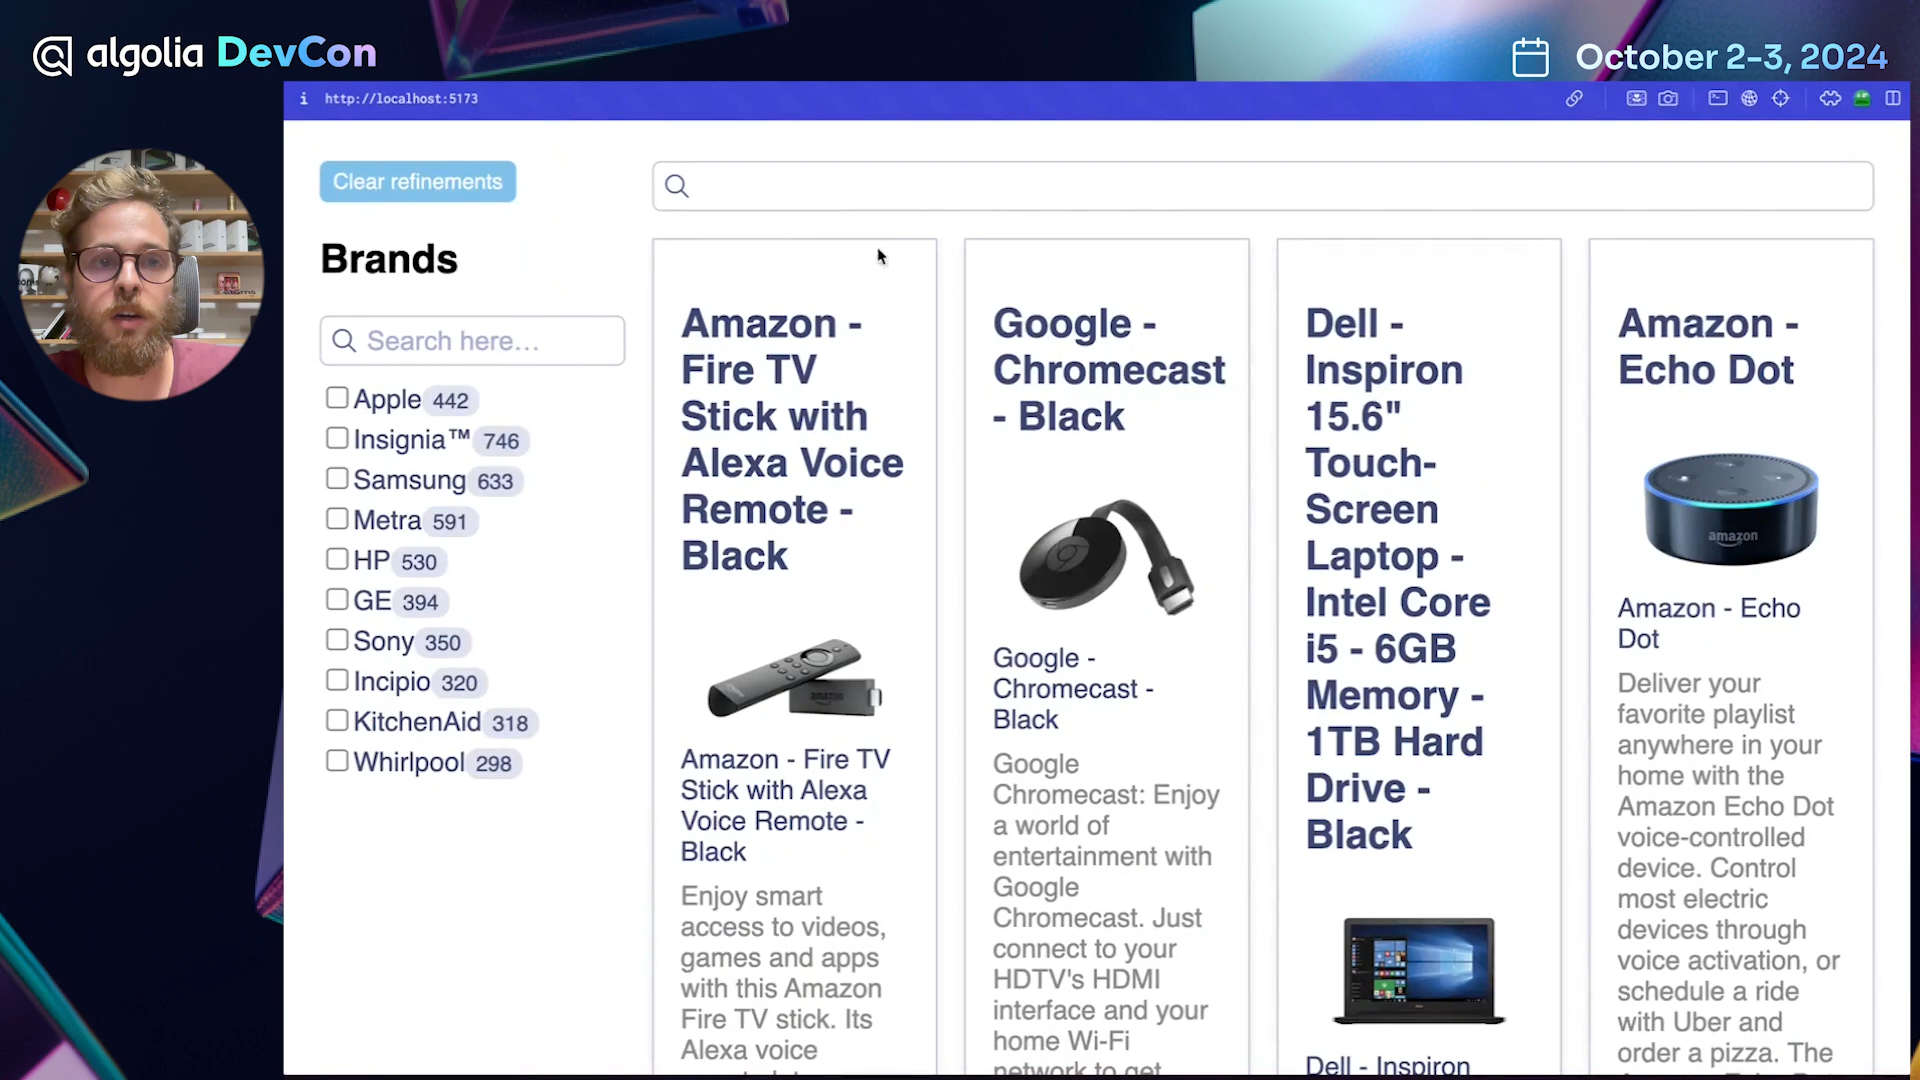 algolia DevCon
October 2-3, 2024
http://localhost:5173
Clear refinements
Brands
Search here...
Apple 442
Insignia™ 746
Samsung 633
Metra 591
HP 530
GE 394
Sony 350
Incipio 320
KitchenAid 318
Whirlpool 298
Amazon -
Fire TV
Stick with
Alexa Voice
Remote -
Black
amazon
Amazon - Fire TV
Stick with Alexa
Voice Remote -
Black
Enjoy smart
access to videos,
games and apps
with this Amazon
Fire TV stick. Its
Alexa voice
Google -
Chromecast
- Black
Google -
Chromecast -
Black
Google
Chromecast: Enjoy
a world of
entertainment with
Google
Chromecast. Just
connect to your
HDTV's HDMI
interface and your
home Wi-Fi
network to get
Dell -
Inspiron
15.6"
Touch-
Screen
Laptop -
Intel Core
i5 - 6GB
Memory -
1TB Hard
Drive -
Black
Dell - Inspiron
Amazon -
Echo Dot
amazon
Amazon - Echo
Dot
Deliver your
favorite playlist
anywhere in your
home with the
Amazon Echo Dot
voice-controlled
device. Control
most electric
devices through
voice activation, or
schedule a ride
with Uber and
order a pizza. The